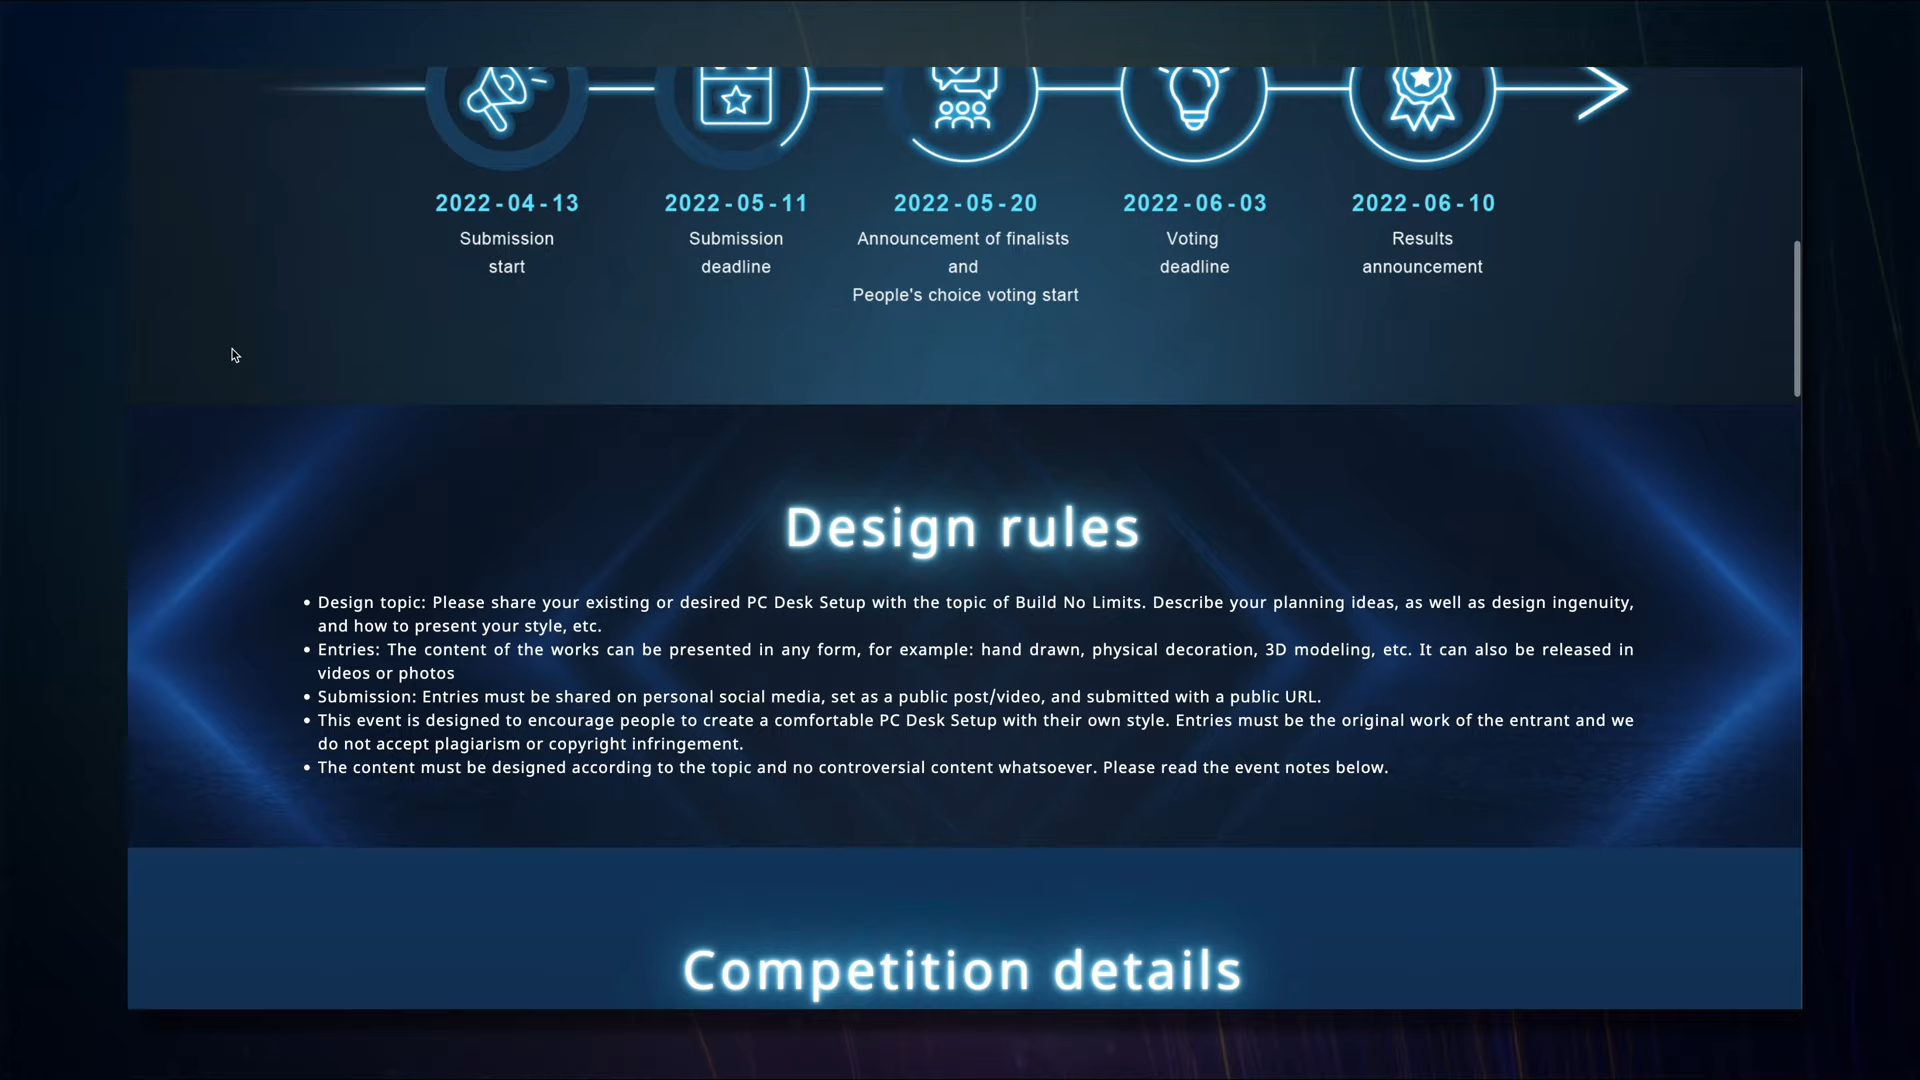 2022-04-13 2022-05-11 2022-05-20 2022-06-03 2022-06-10
Submission Submission Announcement of finalists Voting Results
start deadline and deadline announcement
People's choice voting start
Design rules
• Design topic: Please share your existing or desired PC Desk Setup with the topic of Build No Limits. Describe your planning ideas, as well as design ingenuity,
and how to present your style, etc.
• Entries: The content of the works can be presented in any form, for example: hand drawn, physical decoration, 3D modeling, etc. It can also be released in
videos or photos
• Submission: Entries must be shared on personal social media, set as a public post/video, and submitted with a public URL.
• This event is designed to encourage people to create a comfortable PC Desk Setup with their own style. Entries must be the original work of the entrant and we
do not accept plagiarism or copyright infringement.
• The content must be designed according to the topic and no controversial content whatsoever. Please read the event notes below.
Competition details